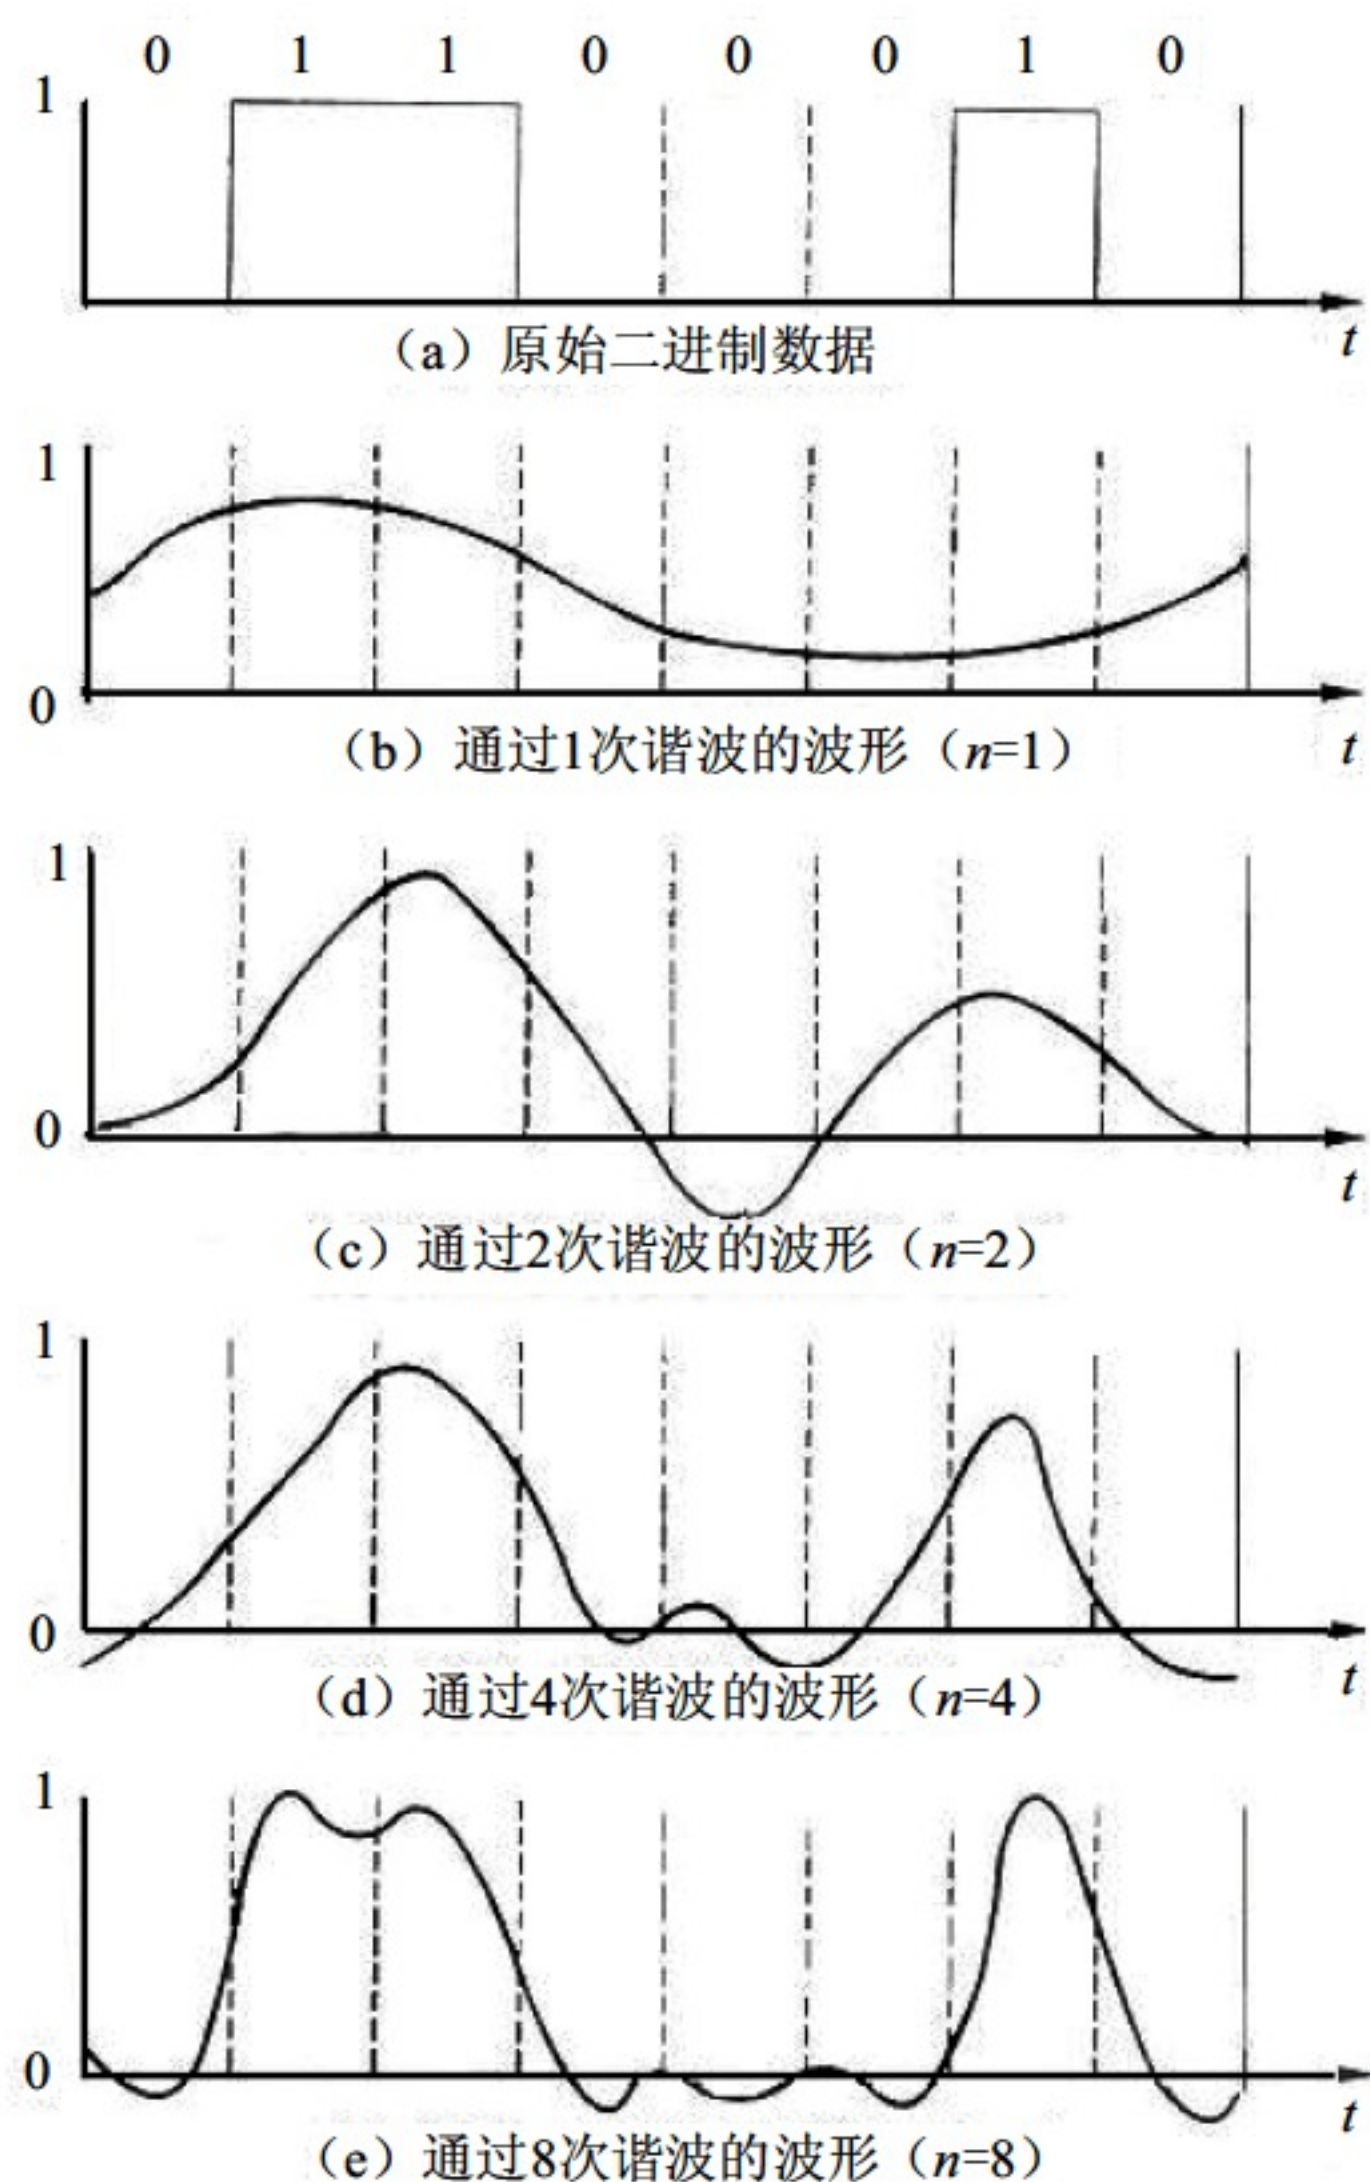 0 1 1 0 0 0 1 0
1
t
(a)原始二进制数据
1
0
t
(b)通过1次谐波的波形(n=1)
1
0
t
(c)通过2次谐波的波形(n=2)
1
0
t
(d)通过4次谐波的波形(n=4)
1
0
t
(e)通过8次谐波的波形(n=8)